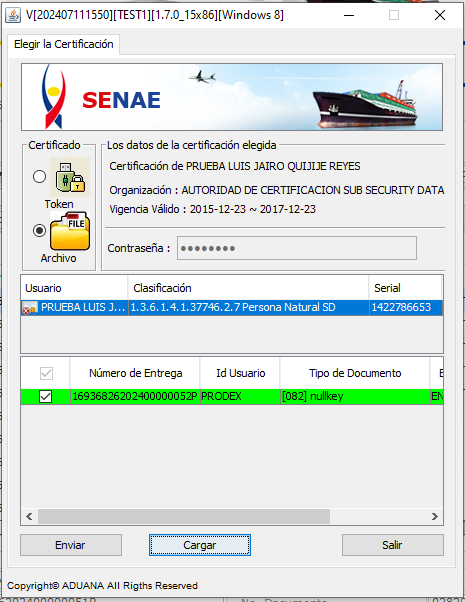 V[202407111550][TEST1][1.7.0_15x86][Windows 8]
Elegir la Certificación
SENAE
Certificado
Token
FILE
Archivo
Los datos de la certificación elegida
Certificación de PRUEBA LUIS JAIRO QUIJIJE REYES
Organización : AUTORIDAD DE CERTIFICACION SUB SECURITY DATA
Vigencia Válido : 2015-12-23 ~ 2017-12-23
Contraseña :
Usuario Clasificación Serial
PRUEBA LUIS J... 1.3.6.1.4.1.37746.2.7 Persona Natural SD 1422786653
Número de Entrega Id Usuario Tipo de Documento E
16936826202400000052P PRODEX [082] nullkey EN
Enviar Cargar Salir
Copyright© ADUANA All Rigths Reserved